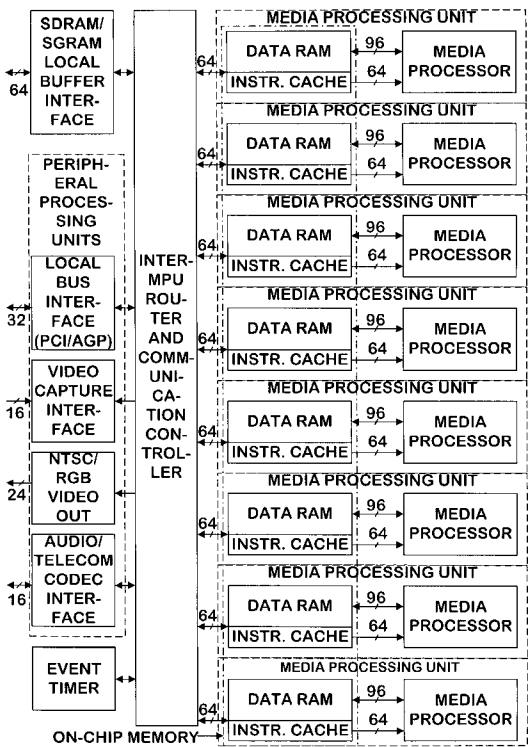 SDRAM/
SGRAM
LOCAL
BUFFER
INTER-
FACE
64
PERIPH-
ERAL
PROCES-
SING
UNITS
LOCAL
BUS
INTER-
FACE
(PCI/AGP)
32
VIDEO
CAPTURE
INTER-
FACE
16
NTSC/
RGB
VIDEO
OUT
24
AUDIO/
TELECOM
CODEC
INTER-
FACE
16
EVENT
TIMER
ON-CHIP MEMORY
INTER-
MPU
ROU-
TER
AND
COMM-
UNI-
CA-
TION
CON-
TROL-
LER
MEDIA PROCESSING UNIT
64
DATA RAM
INSTR. CACHE
96
64
MEDIA
PROCESSOR
MEDIA PROCESSING UNIT
64
DATA RAM
INSTR. CACHE
96
64
MEDIA
PROCESSOR
MEDIA PROCESSING UNIT
64
DATA RAM
INSTR. CACHE
96
64
MEDIA
PROCESSOR
MEDIA PROCESSING UNIT
64
DATA RAM
INSTR. CACHE
96
64
MEDIA
PROCESSOR
MEDIA PROCESSING UNIT
64
DATA RAM
INSTR. CACHE
96
64
MEDIA
PROCESSOR
MEDIA PROCESSING UNIT
64
DATA RAM
INSTR. CACHE
96
64
MEDIA
PROCESSOR
MEDIA PROCESSING UNIT
64
DATA RAM
INSTR. CACHE
96
64
MEDIA
PROCESSOR
MEDIA PROCESSING UNIT
64
DATA RAM
INSTR. CACHE
96
64
MEDIA
PROCESSOR